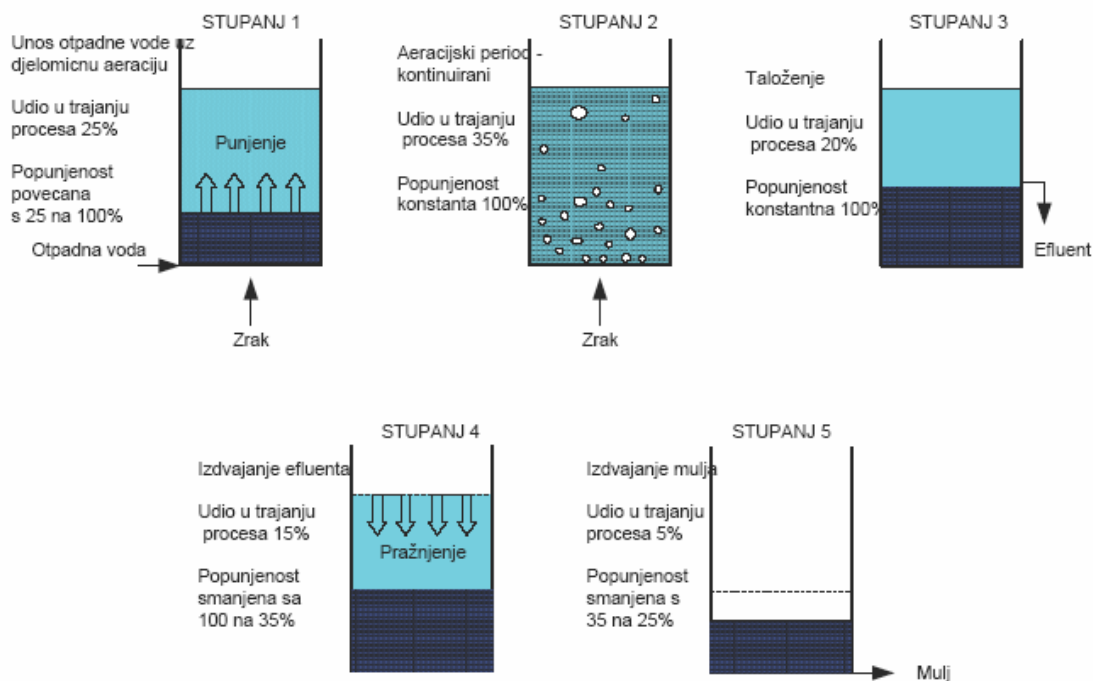 STUPANJ 1
Unos otpadne vode uz
djelomicnu aeraciju
Udio u trajanju
procesa 25%
Punjenje
Popunjenost
povecana
s 25 na 100%
Otpadna voda
Zrak
STUPANJ 2
Aeracijski period -
kontinuirani
Udio u trajanju
procesa 35%
Popunjenost
konstanta 100%
Zrak
STUPANJ 3
Taloženje
Udio u trajanju
procesa 20%
Popunjenost
konstantna 100%
Efluent
STUPANJ 4
Izdvajanje efluenta
Udio u trajanju
procesa 15%
Pražnjenje
Popunjenost
smanjena sa
100 na 35%
STUPANJ 5
Izdvajanje mulja
Udio u trajanju
procesa 5%
Popunjenost
smanjena s
35 na 25%
Mulj